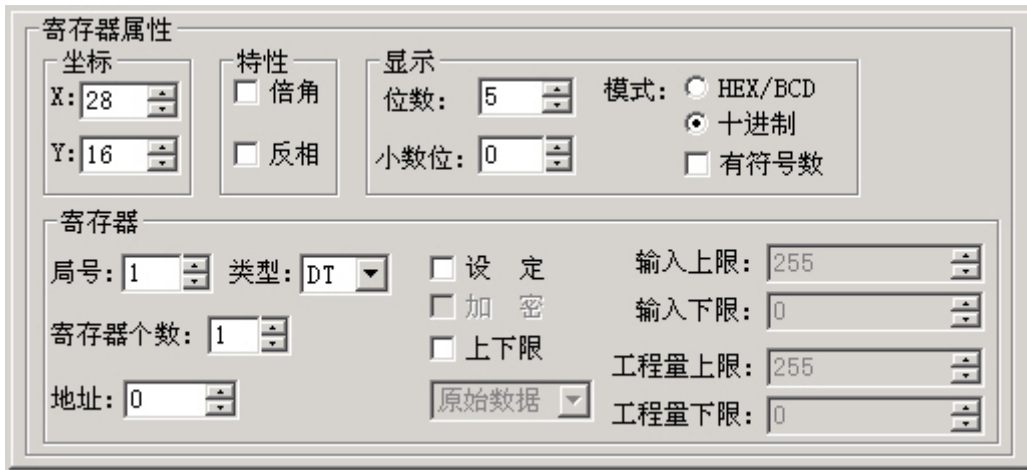 寄存器属性
坐标
X: 28
Y: 16
特性
倍角
反相
显示
位数: 5
小数位: 0
模式: HEX/BCD
十进制
有符号数
寄存器
局号: 1 类型: DT
寄存器个数: 1
地址: 0
设 定
加 密
上下限
原始数据
输入上限: 255
输入下限: 0
工程量上限: 255
工程量下限: 0